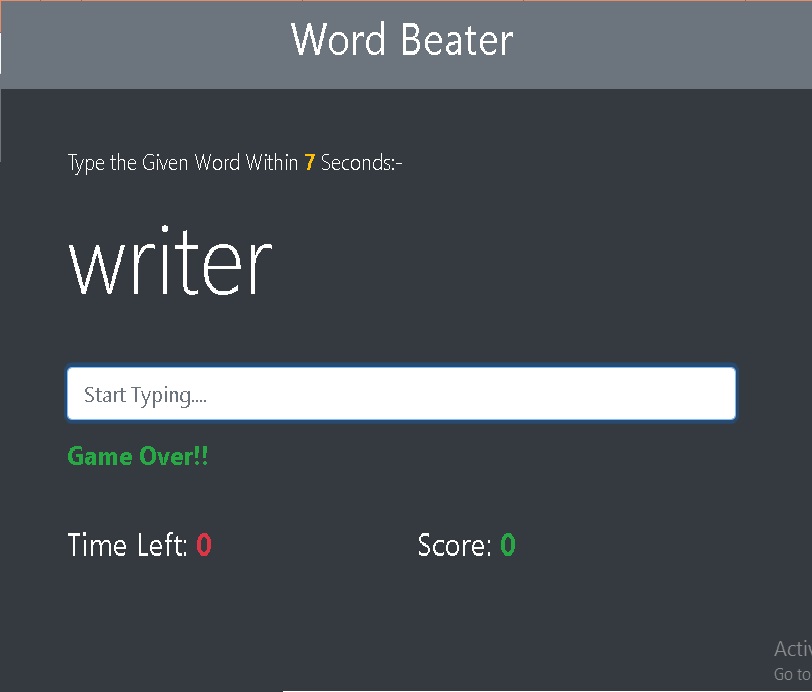 Word Beater
Type the Given Word Within 7 Seconds:-
writer
Start Typing....
Game Over!!
Time Left: 0
Score: 0
Activ
Go to